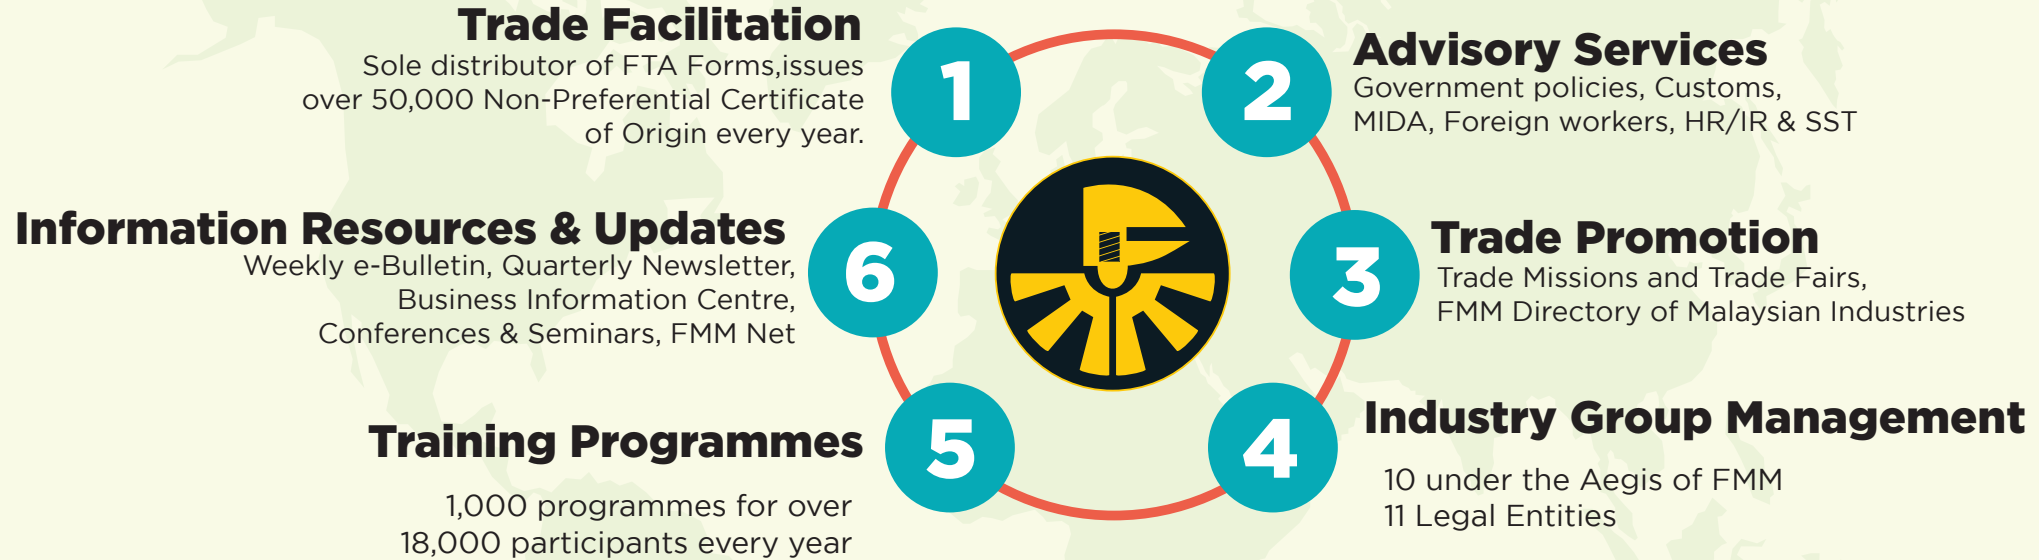 Trade Facilitation
Sole distributor of FTA Forms,issues
over 50,000 Non-Preferential Certificate
of Origin every year.
1
2
Advisory Services
Government policies, Customs,
MIDA, Foreign workers, HR/IR & SST
3
Trade Promotion
Trade Missions and Trade Fairs,
FMM Directory of Malaysian Industries
4
Industry Group Management
10 under the Aegis of FMM
11 Legal Entities
5
Training Programmes
1,000 programmes for over
18,000 participants every year
6
Information Resources & Updates
Weekly e-Bulletin, Quarterly Newsletter,
Business Information Centre,
Conferences & Seminars, FMM Net